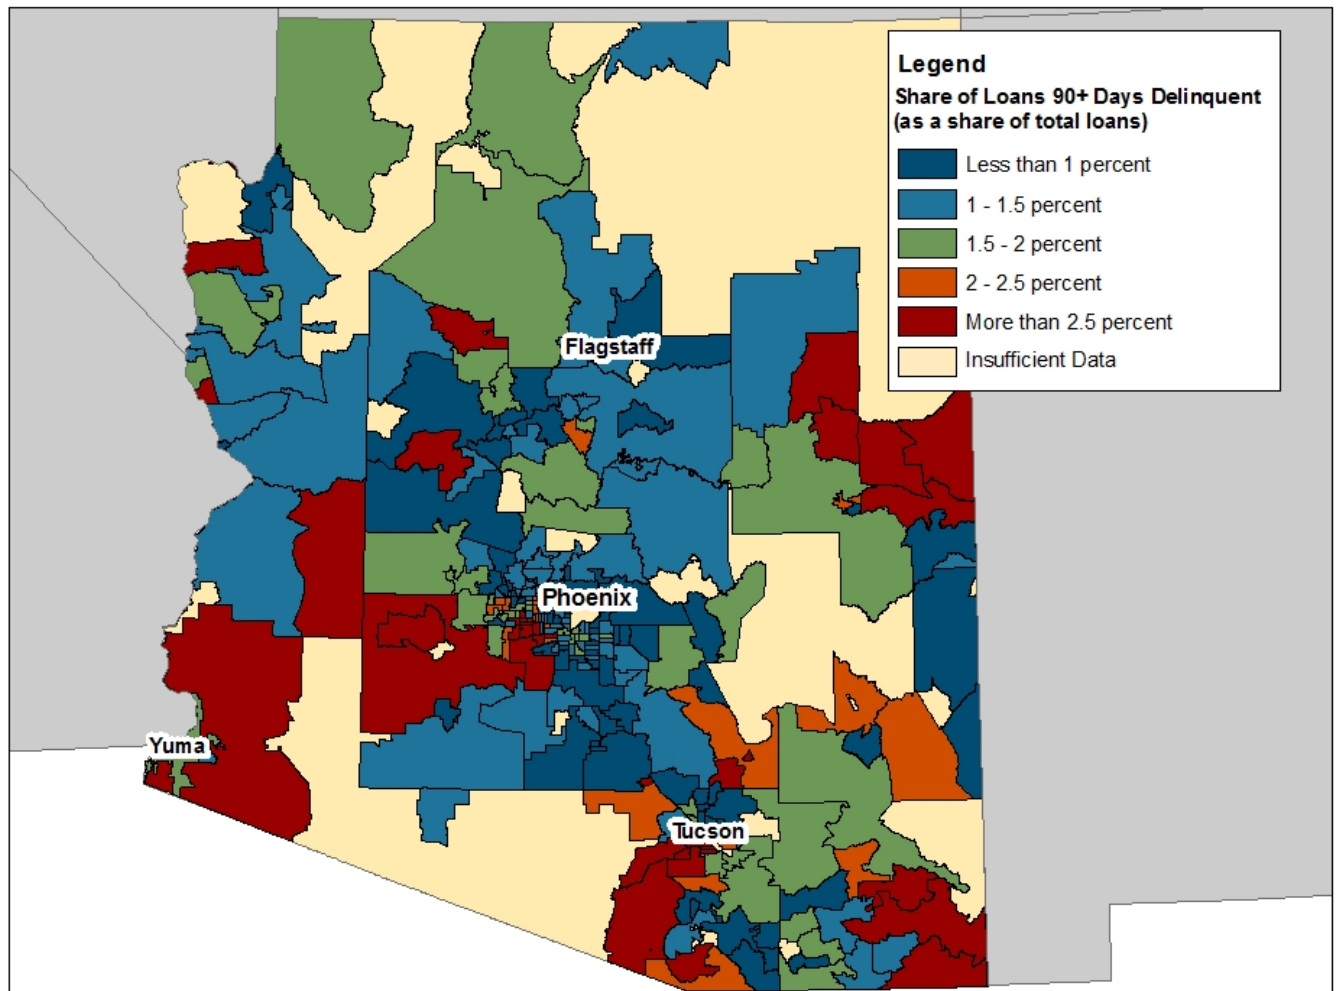 Legend
Share of Loans 90+ Days Delinquent
(as a share of total loans)
Less than 1 percent
1 - 1.5 percent
1.5 - 2 percent
2 - 2.5 percent
More than 2.5 percent
Insufficient Data
Flagstaff
Phoenix
Yuma
Tucson